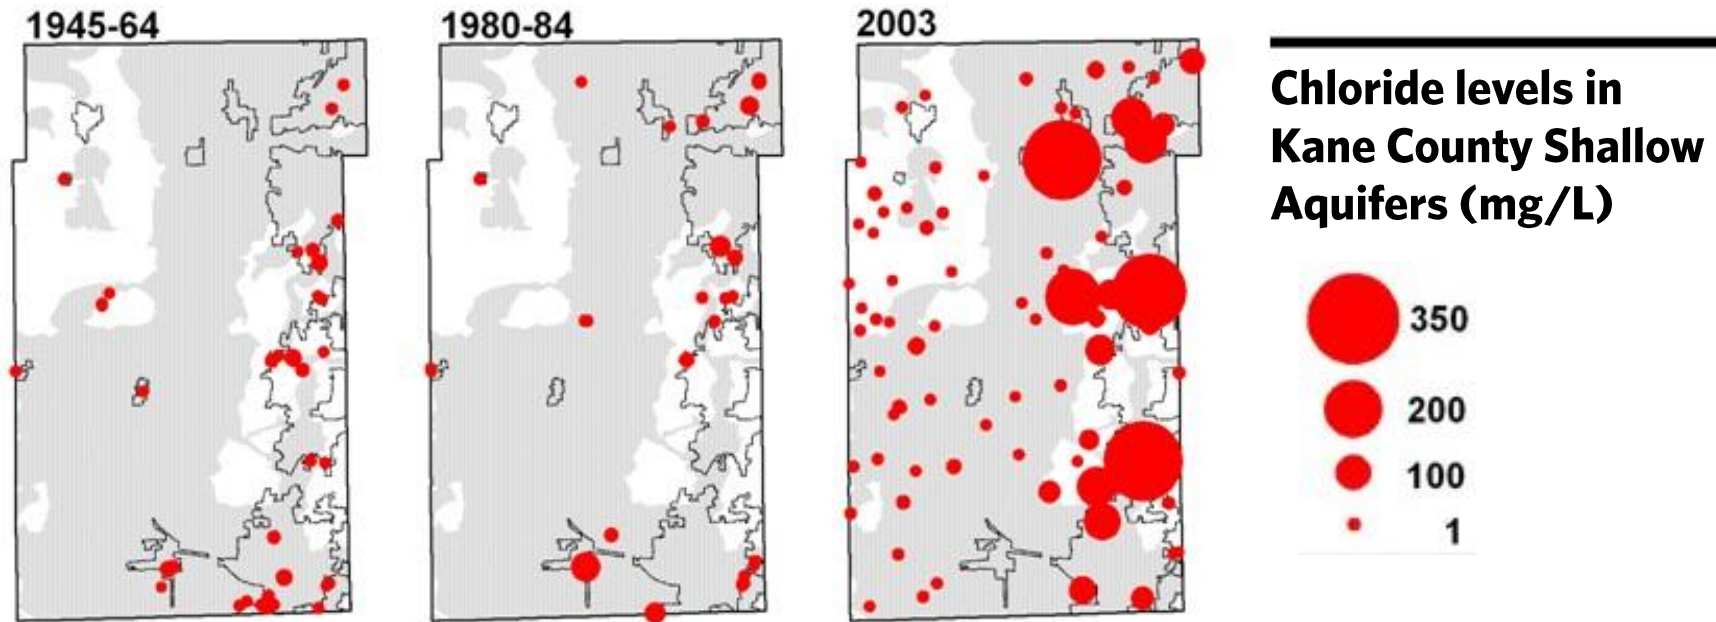 1945-64
1980-84
2003
Chloride levels in
Kane County Shallow
Aquifers (mg/L)
350
200
100
1